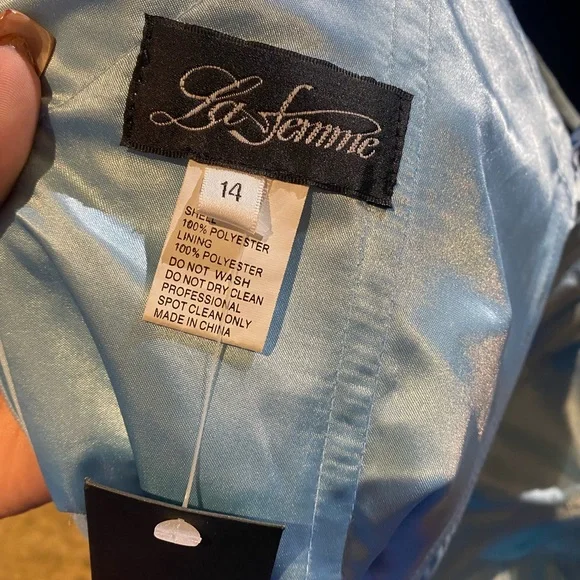 La Femme
14
SHELL
100% POLYESTER
LINING
100% POLYESTER
DO NOT WASH
DO NOT DRY CLEAN
PROFESSIONAL
SPOT CLEAN ONLY
MADE IN CHINA